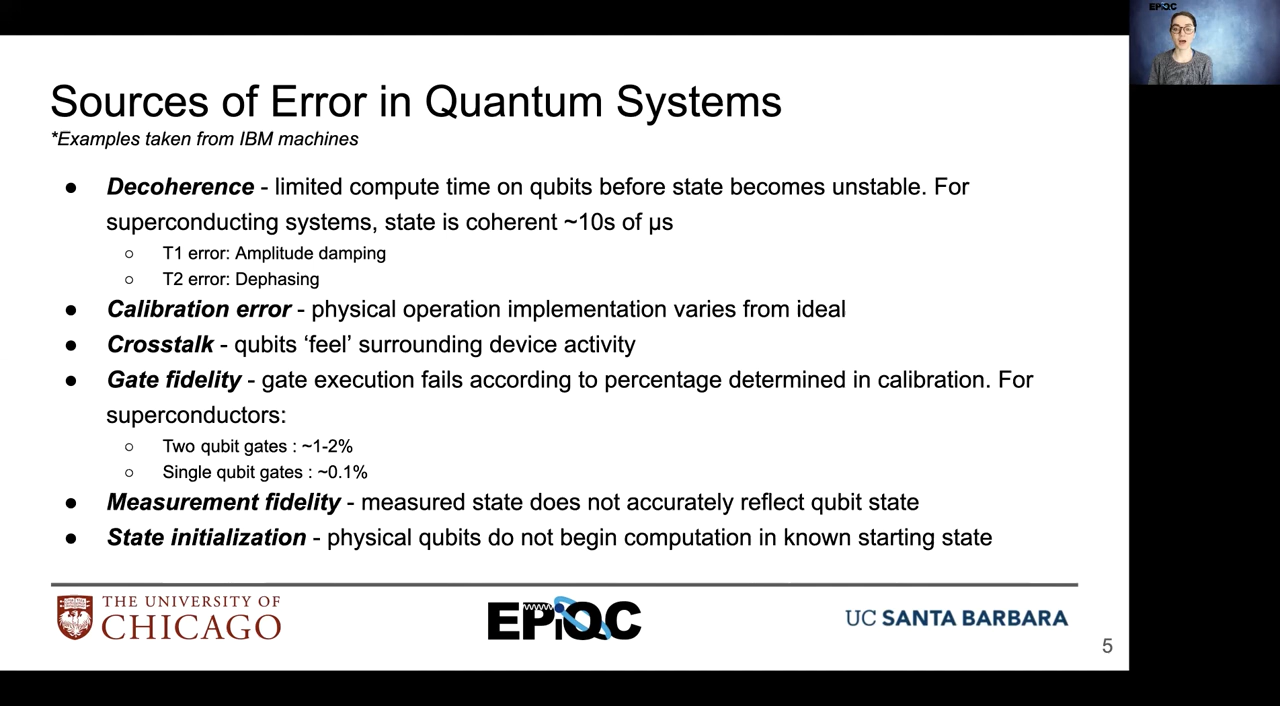 EPiQC
Sources of Error in Quantum Systems
*Examples taken from IBM machines
● Decoherence - limited compute time on qubits before state becomes unstable. For
superconducting systems, state is coherent ~10s of µs
○ T1 error: Amplitude damping
○ T2 error: Dephasing
● Calibration error - physical operation implementation varies from ideal
● Crosstalk - qubits ‘feel’ surrounding device activity
● Gate fidelity - gate execution fails according to percentage determined in calibration. For
superconductors:
○ Two qubit gates : ~1-2%
○ Single qubit gates : ~0.1%
● Measurement fidelity - measured state does not accurately reflect qubit state
● State initialization - physical qubits do not begin computation in known starting state
THE UNIVERSITY OF
CHICAGO
EPiQC
UC SANTA BARBARA
5